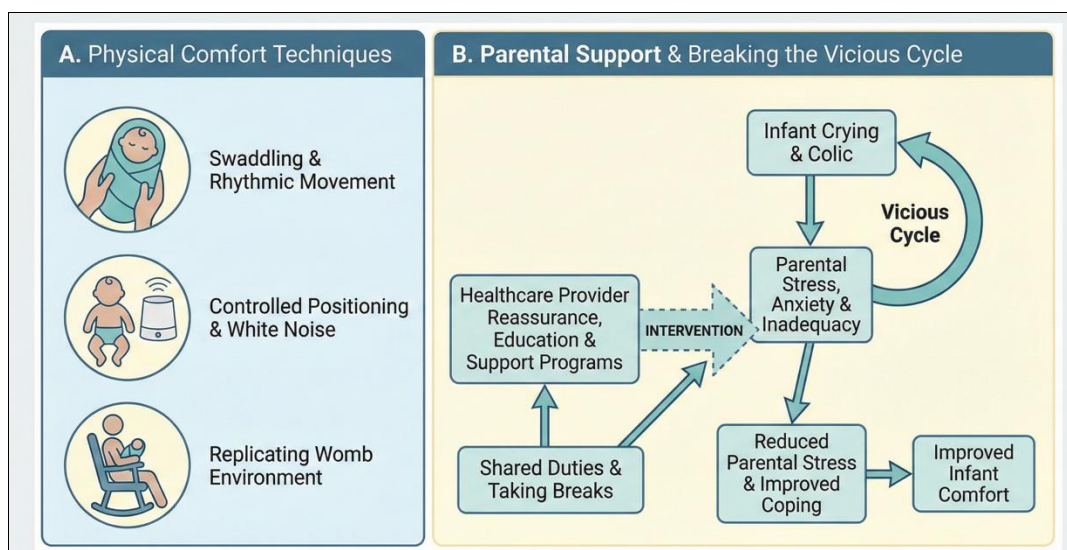 A. Physical Comfort Techniques
Swaddling &
Rhythmic Movement
Controlled Positioning
& White Noise
Replicating Womb
Environment
B. Parental Support & Breaking the Vicious Cycle
Infant Crying
& Colic
Vicious
Cycle
Parental
Stress,
Anxiety &
Inadequacy
Healthcare Provider
Reassurance,
Education &
Support Programs
INTERVENTION
Shared Duties &
Taking Breaks
Reduced
Parental Stress
& Improved
Coping
Improved
Infant
Comfort